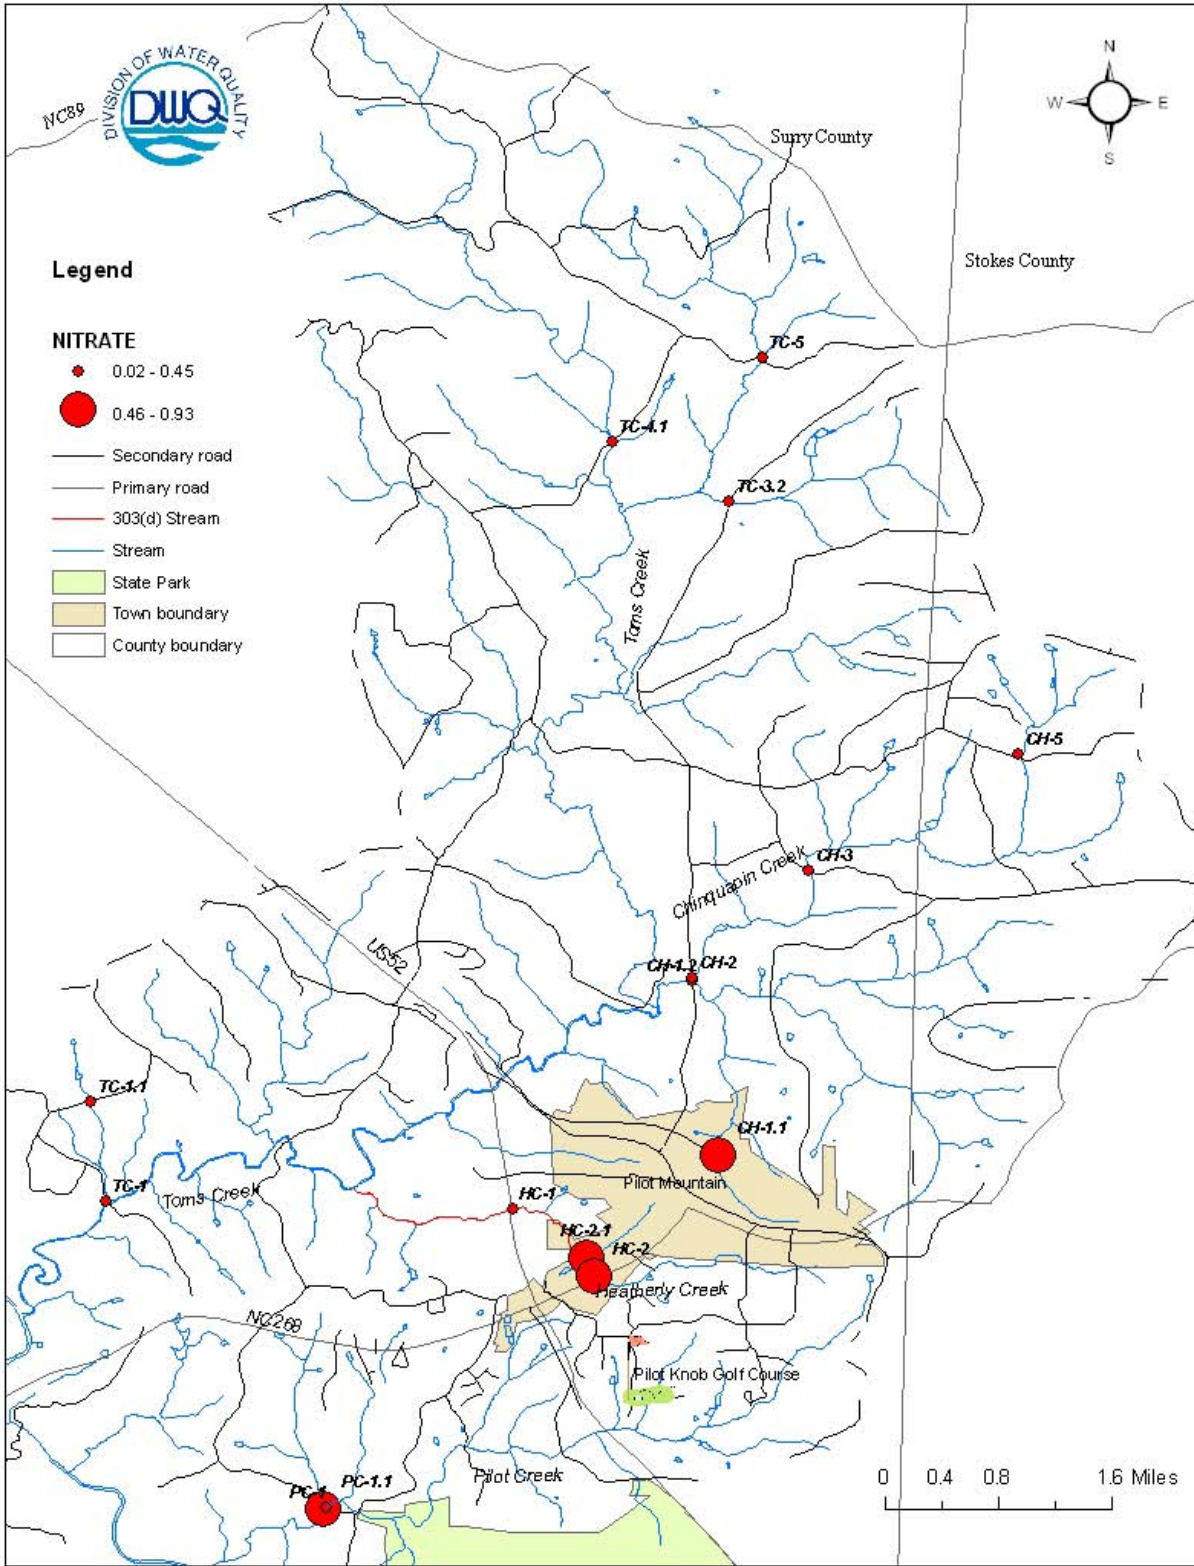 DIVISION OF WATER QUALITY
DWQ
NC89
N
W E
S
Surry County
Stokes County
Legend
NITRATE
0.02 - 0.45
0.46 - 0.93
Secondary road
Primary road
303(d) Stream
Stream
State Park
Town boundary
County boundary
TC-5
TC-4.1
TC-3.2
Toms Creek
CH-5
CH-3
Chinquapin Creek
US52
CH-1.2 CH-2
TC-1.1
CH-1.1
Pilot Mountain
TC-1
Toms Creek
HC-1
HC-2.1
HC-2
Heatherly Creek
NC268
Pilot Knob Golf Course
Pilot Creek
PC-1.1
PC-1
0 0.4 0.8 1.6 Miles